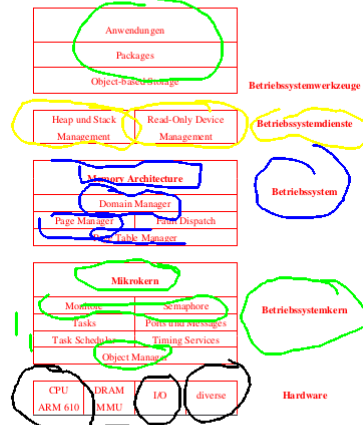 Anwendungen
Packages
Object-based Storage
Betriebssystemwerkzeuge
Heap und Stack Management
Read-Only Device Management
Betriebssystemdienste
Memory Architecture
Domain Manager
Betriebssystem
Page Manager
Fault Dispatch
Page Table Manager
Mikrokern
Monitore
Semaphore
Betriebssystemkern
Tasks
Ports und Messages
Task Scheduler
Timing Services
Object Manager
CPU ARM 610
DRAM MMU
I/O
diverse
Hardware